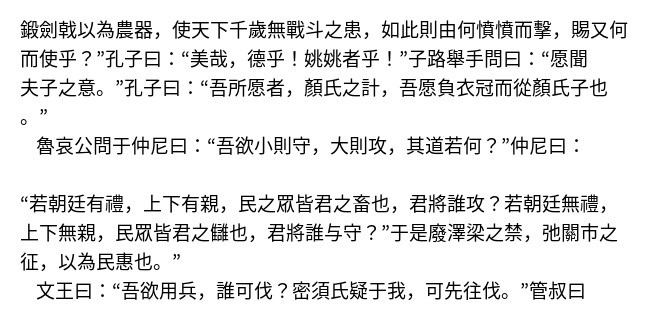 鍛劍戟以為農器，使天下千歲無戰斗之患，如此則由何憤憤而擊，賜又何
而使乎？”孔子曰：“美哉，德乎！姚姚者乎！”子路舉手問曰：“愿聞
夫子之意。”孔子曰：“吾所愿者，顏氏之計，吾愿負衣冠而從顏氏子也
。”
魯哀公問于仲尼曰：“吾欲小則守，大則攻，其道若何？”仲尼曰：
“若朝廷有禮，上下有親，民之眾皆君之畜也，君將誰攻？若朝廷無禮，
上下無親，民眾皆君之讎也，君將誰与守？”于是廢澤梁之禁，弛關市之
征，以為民惠也。”
文王曰：“吾欲用兵，誰可伐？密須氏疑于我，可先往伐。”管叔曰